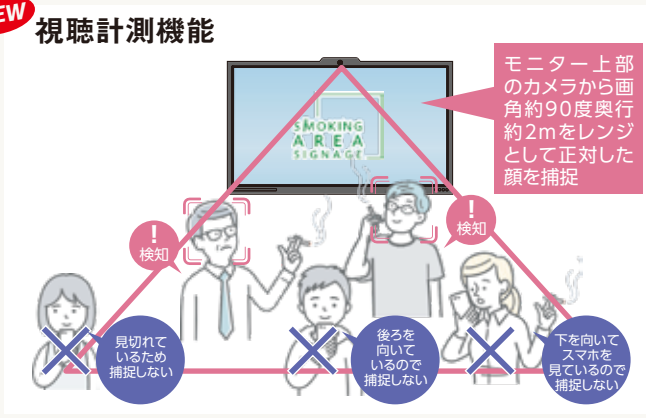 NEW
視聴計測機能
モニター上部
のカメラから画
角約90度奥行
約2mをレンジ
として正対した
顔を捕捉
SMOKING
AREA
SIGNAGE
!
検知
!
検知
見切れて
いるため
捕捉しない
後ろを
向いて
いるので
捕捉しない
下を向いて
スマホを
見ているので
捕捉しない